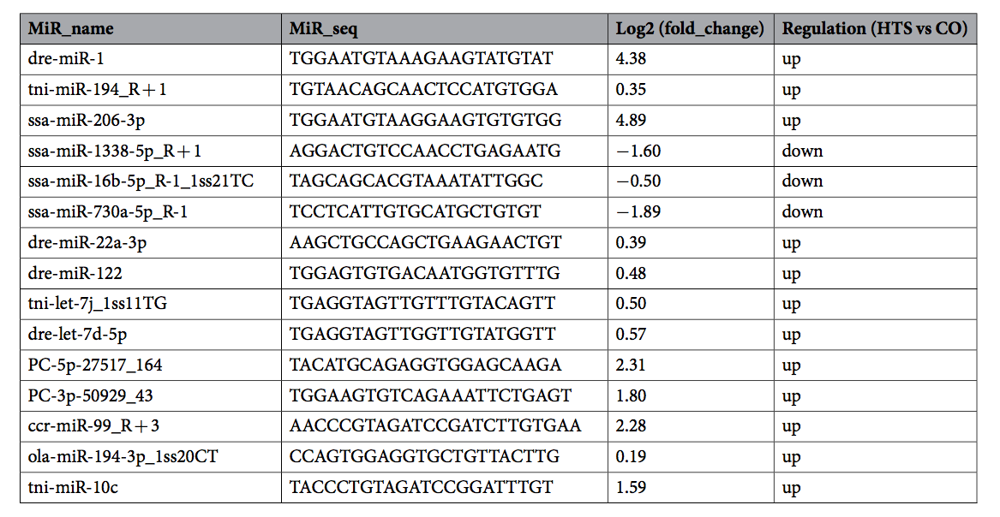 MiR_name MiR_seq Log2 (fold_change) Regulation (HTS vs CO)
dre-miR-1 TGGAATGTAAAGAAGTATGTAT 4.38 up
tni-miR-194_R+1 TGTAACAGCAACTCCATGTGGA 0.35 up
ssa-miR-206-3p TGGAATGTAAGGAAGTGTGTGG 4.89 up
ssa-miR-1338-5p_R+1 AGGACTGTCCAACCTGAGAATG −1.60 down
ssa-miR-16b-5p_R-1_1ss21TC TAGCAGCACGTAAATATTGGC −0.50 down
ssa-miR-730a-5p_R-1 TCCTCATTGTGCATGCTGTGT −1.89 down
dre-miR-22a-3p AAGCTGCCAGCTGAAGAACTGT 0.39 up
dre-miR-122 TGGAGTGTGACAATGGTGTTTG 0.48 up
tni-let-7j_1ss11TG TGAGGTAGTTGTTTGTACAGTT 0.50 up
dre-let-7d-5p TGAGGTAGTTGGTTGTATGGTT 0.57 up
PC-5p-27517_164 TACATGCAGAGGTGGAGCAAGA 2.31 up
PC-3p-50929_43 TGGAAGTGTCAGAAATTCTGAGT 1.80 up
ccr-miR-99_R+3 AACCCGTAGATCCGATCTTGTGAA 2.28 up
ola-miR-194-3p_1ss20CT CCAGTGGAGGTGCTGTTACTTG 0.19 up
tni-miR-10c TACCCTGTAGATCCGGATTTGT 1.59 up